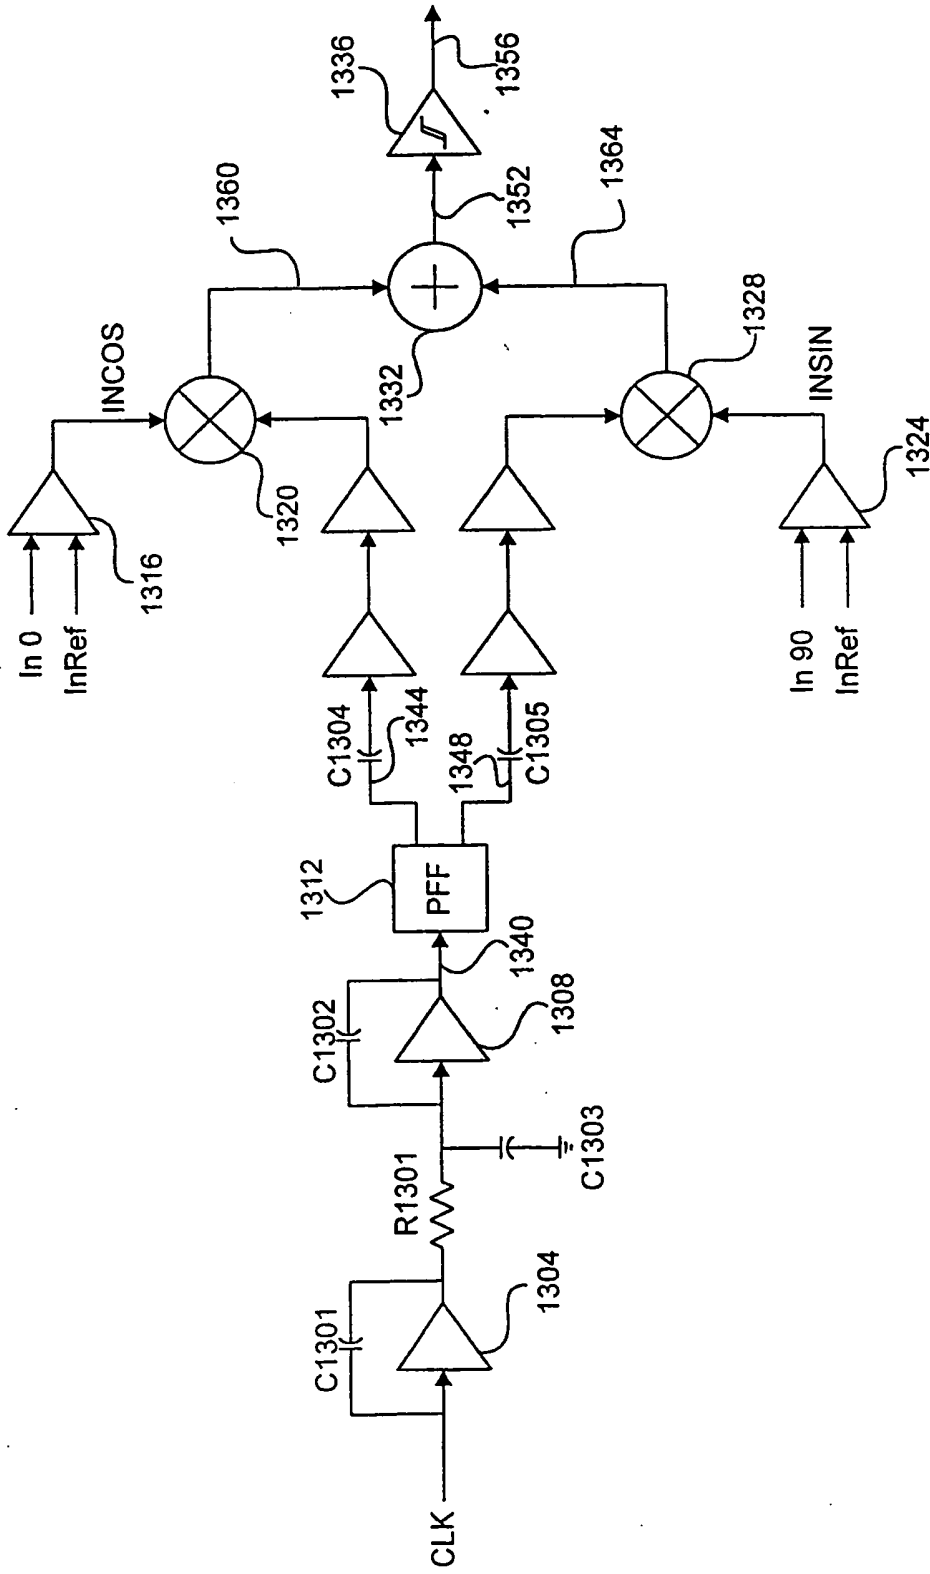 CLK
C1301
1304
R1301
C1303
C1302
1308
1340
1312
PFF
C1304
1344
1348
C1305
In 0
InRef
1316
INCOS
1320
1360
In 90
InRef
1324
INSIN
1328
1364
1332
1352
1336
1356